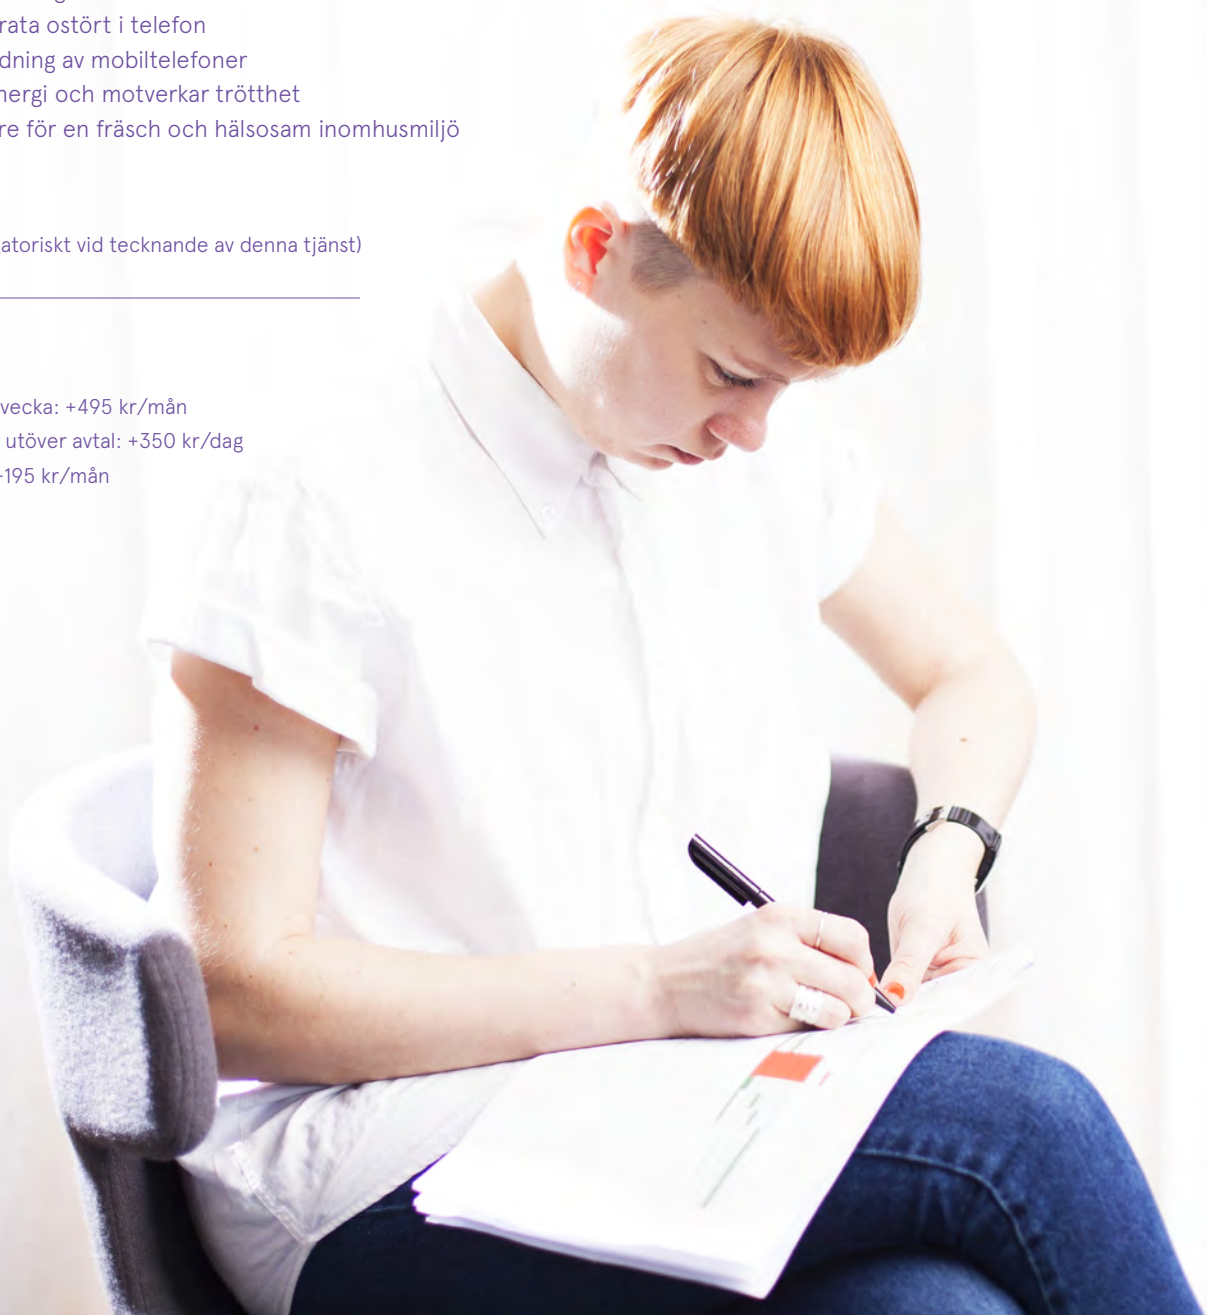 rata ostört i telefon
dning av mobiltelefoner
nergi och motverkar trötthet
re för en fräsch och hälsosam inomhusmiljö
atoriskt vid tecknande av denna tjänst)
vecka: +495 kr/mån
utöver avtal: +350 kr/dag
195 kr/mån